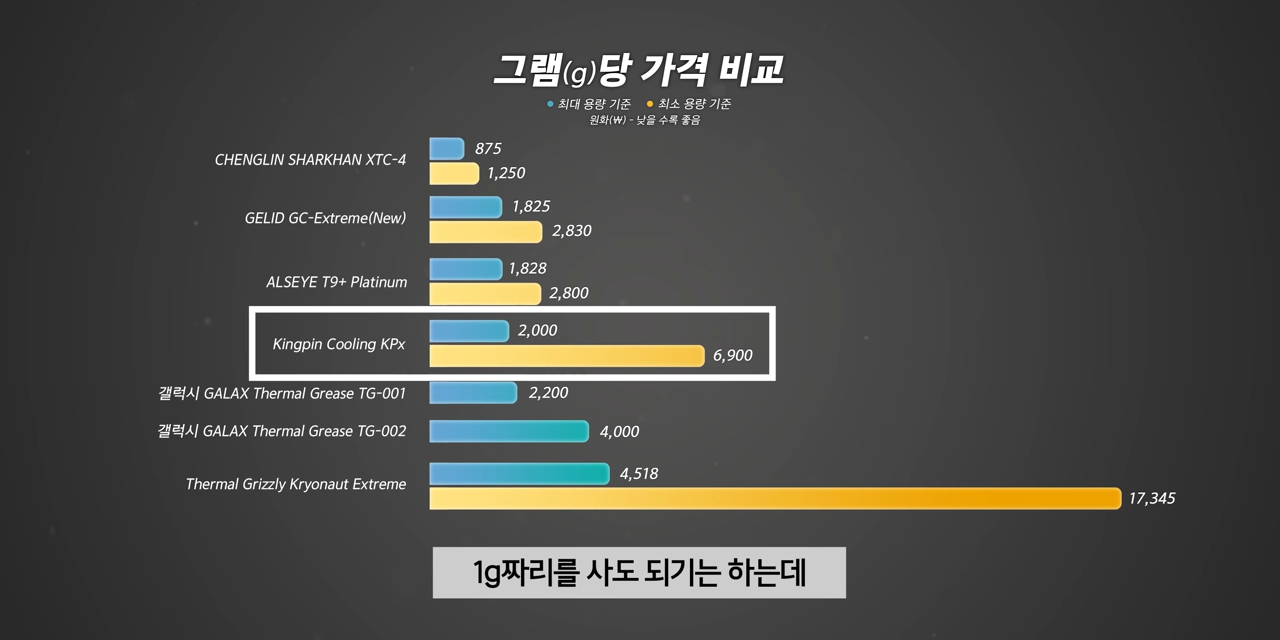 그램(g)당 가격 비교
최대 용량 기준 최소 용량 기준
원화(₩) - 낮을 수록 좋음
CHENGLIN SHARKHAN XTC-4 875
1,250
GELID GC-Extreme(New) 1,825
2,830
ALSEYE T9+ Platinum 1,828
2,800
Kingpin Cooling KPx 2,000
6,900
갤럭시 GALAX Thermal Grease TG-001 2,200
갤럭시 GALAX Thermal Grease TG-002 4,000
Thermal Grizzly Kryonaut Extreme 4,518
17,345
1g짜리를 사도 되기는 하는데